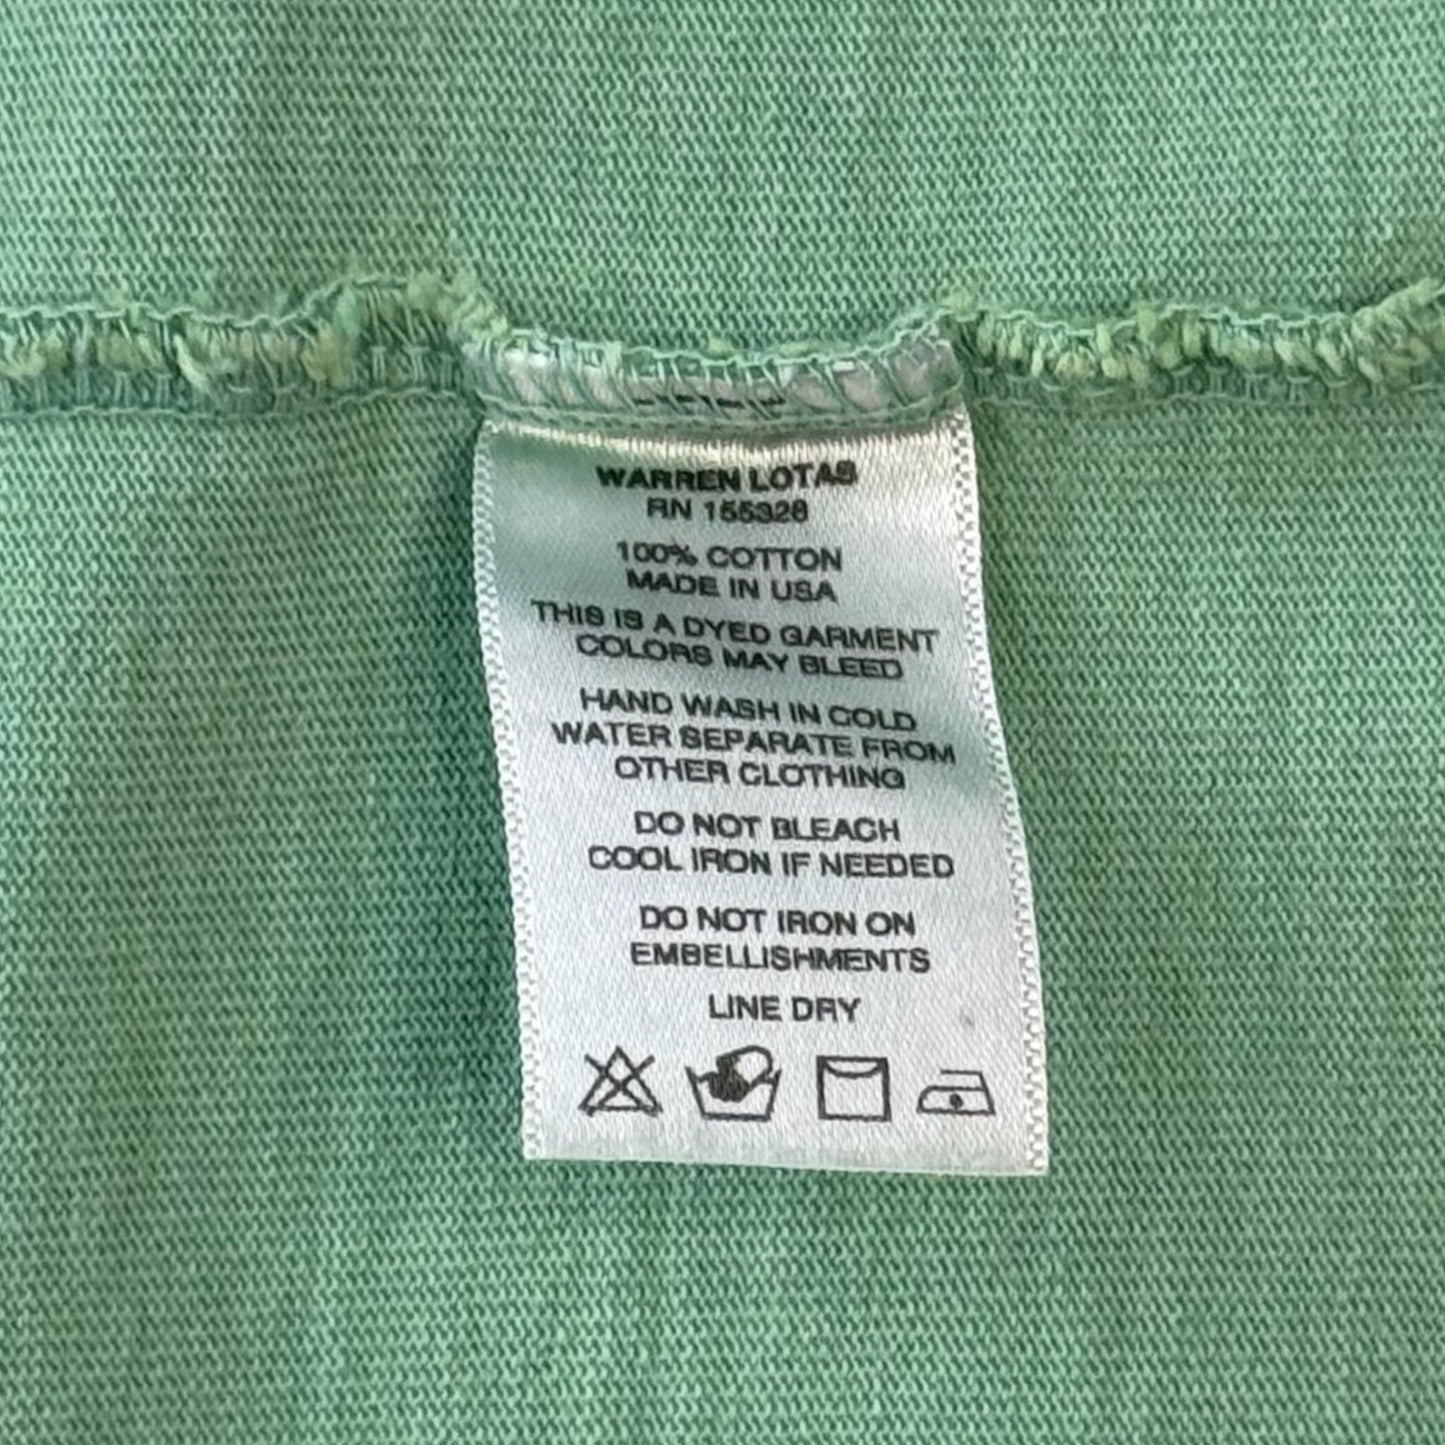 WARREN LOTAS
RN 155328
100% COTTON
MADE IN USA
THIS IS A DYED GARMENT
COLORS MAY BLEED
HAND WASH IN COLD
WATER SEPARATE FROM
OTHER CLOTHING
DO NOT BLEACH
COOL IRON IF NEEDED
DO NOT IRON ON
EMBELLISHMENTS
LINE DRY